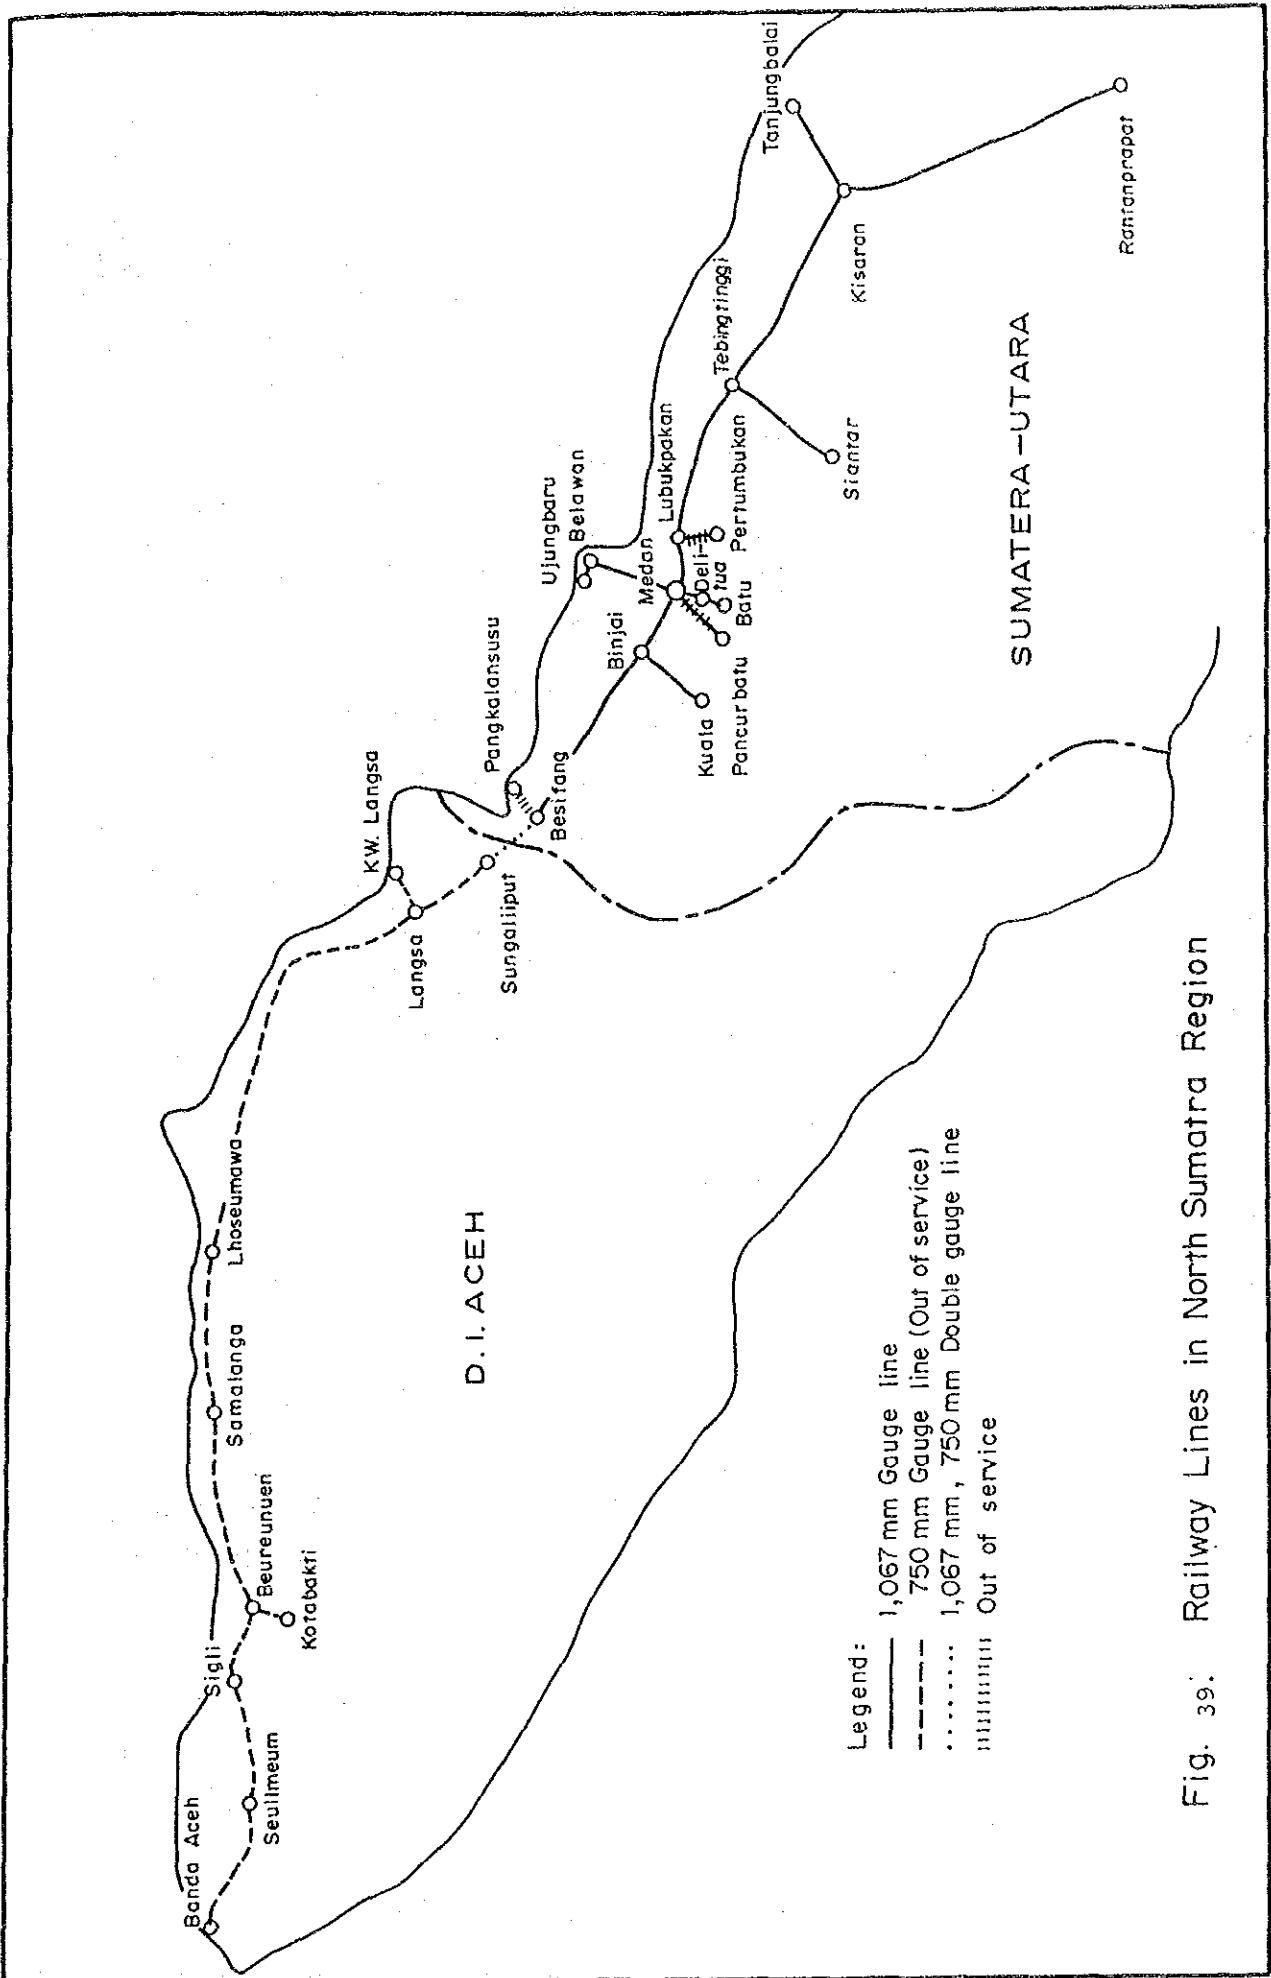 Banda Aceh
Seulimeum
Sigli
Beureunuen
Kotabakti
Samalanga
Lhoseumawa
D. I. ACEH
KW. Langsa
Langsa
Sungaliiput
Pangkalansusu
Besifang
Ujungbaru
Belawan
Binjai
Medan
Kuala
Pancurbatu
Deli-
tua
Batu
Lubukpakan
Pertumbukan
Tebingtinggi
Siantar
Kisaran
Tanjungbalai
Rantanprapat
SUMATERA-UTARA
Legend:
1,067 mm Gauge line
750 mm Gauge line (Out of service)
1,067 mm, 750 mm Double gauge line
Out of service
Fig. 39. Railway Lines in North Sumatra Region